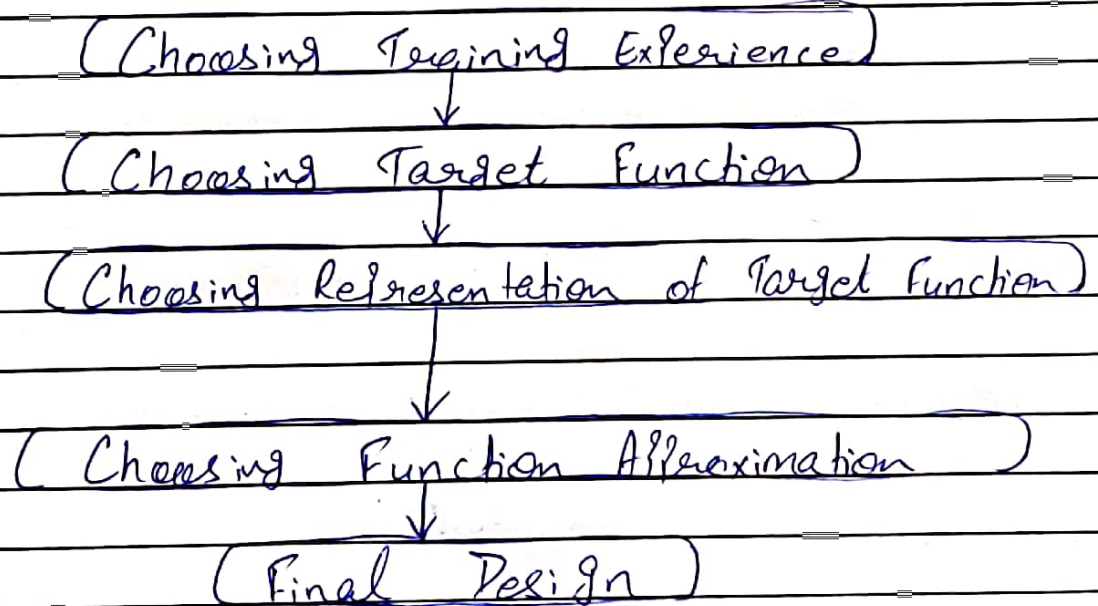 Choosing Training Experience
Choosing Target Function
Choosing Representation of Target Function
Choosing Function Approximation
Final Design